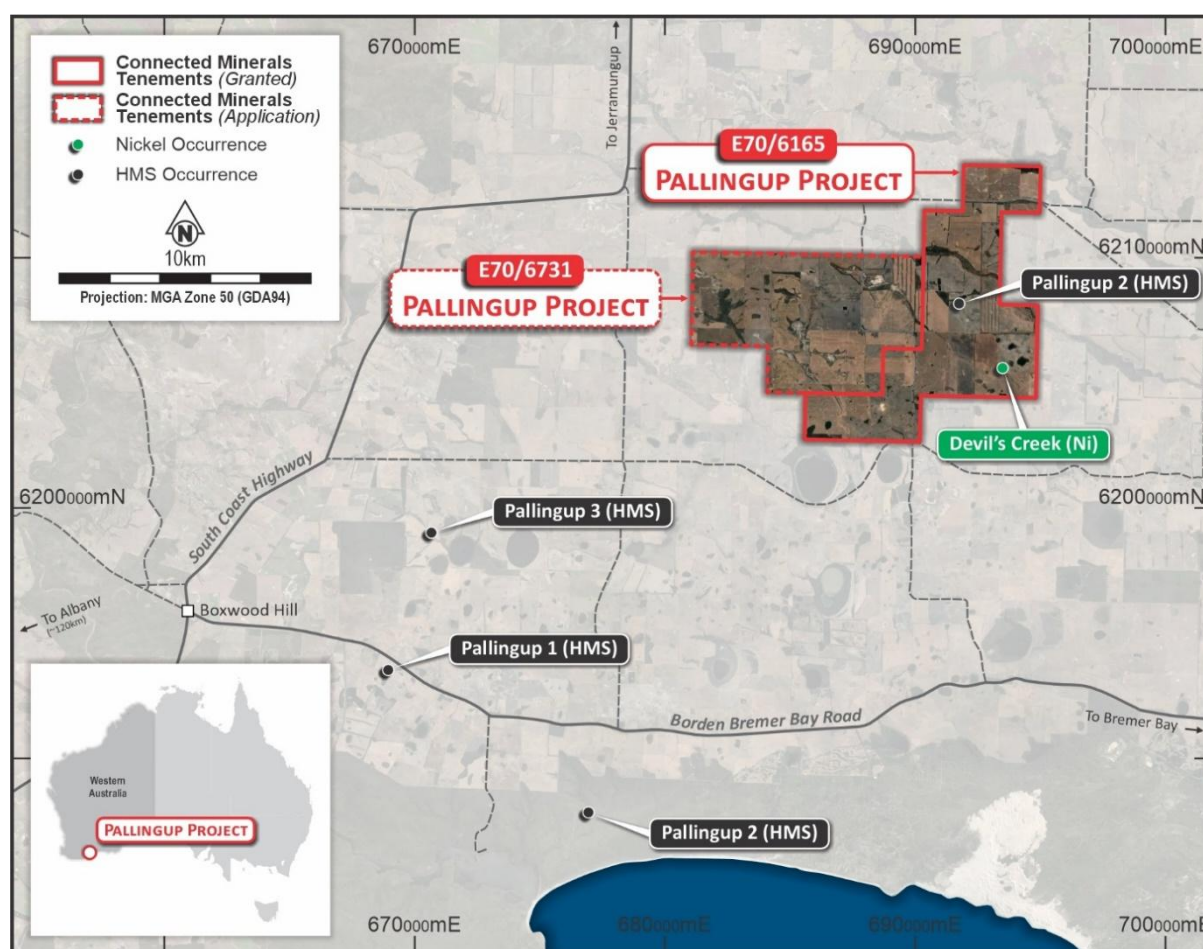 670000mE
690000mE
700000mE
Connected Minerals
Tenements (Granted)
Connected Minerals
Tenements (Application)
Nickel Occurrence
HMS Occurrence
N
10km
Projection: MGA Zone 50 (GDA94)
To Jerramungup
E70/6165
PALLINGUP PROJECT
6210000mN
E70/6731
PALLINGUP PROJECT
Pallingup 2 (HMS)
Devil's Creek (Ni)
South Coast Highway
6200000mN
6200000mN
Pallingup 3 (HMS)
Boxwood Hill
To Albany
(~120km)
Pallingup 1 (HMS)
Borden Bremer Bay Road
To Bremer Bay
Western
Australia
PALLINGUP PROJECT
Pallingup 2 (HMS)
670000mE
680000mE
690000mE
700000mE